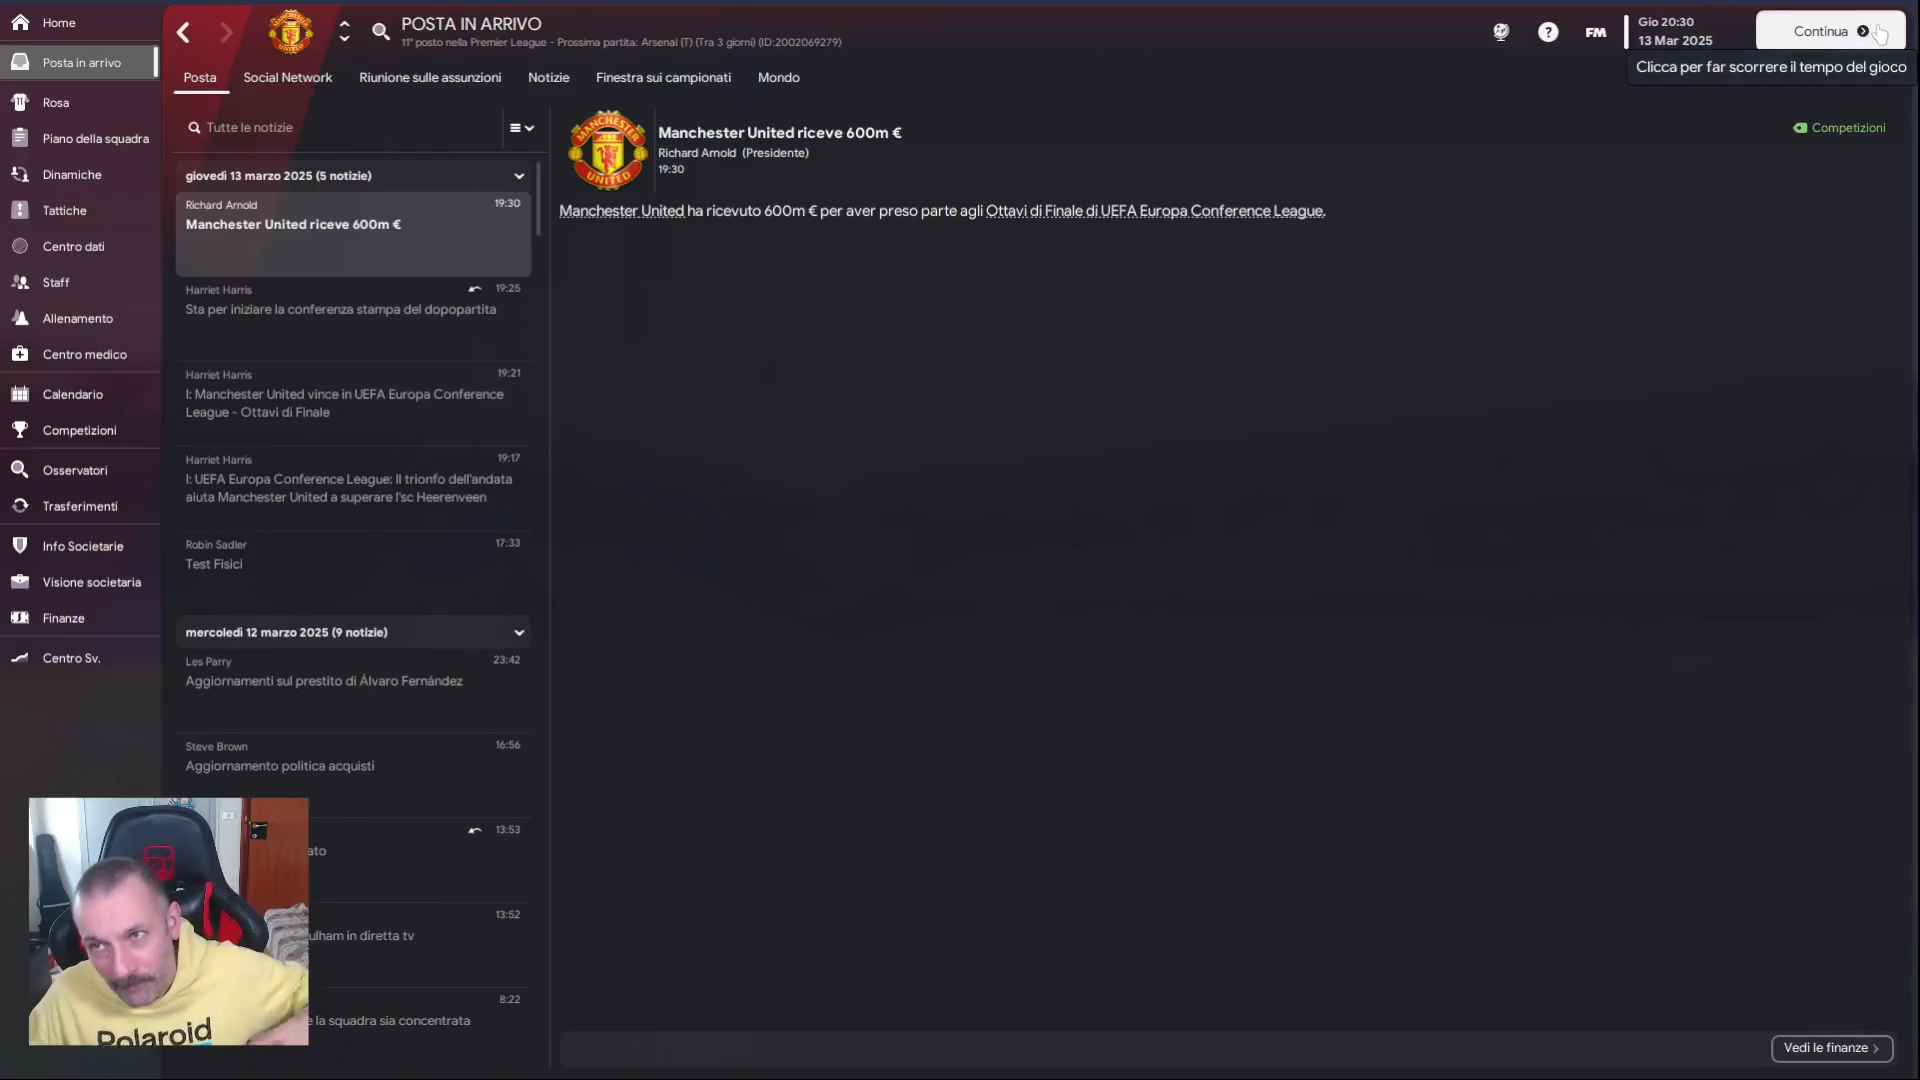 Home
Posta in arrivo
Rosa
Piano della squadra
Dinamiche
Tattiche
Centro dati
Staff
Allenamento
Centro medico
Calendario
Competizioni
Osservatori
Trasferimenti
Info Societarie
Visione societaria
Finanze
Centro Sv.
MANCHESTER
UNITED
POSTA IN ARRIVO
11° posto nella Premier League - Prossima partita: Arsenal (T) (Tra 3 giorni) (ID:2002069279)
FM
Gio 20:30
13 Mar 2025
Continua
Clicca per far scorrere il tempo del gioco
Posta
Social Network
Riunione sulle assunzioni
Notizie
Finestra sui campionati
Mondo
Tutte le notizie
giovedì 13 marzo 2025 (5 notizie)
Richard Arnold 19:30
Manchester United riceve 600m €
Harriet Harris 19:25
Sta per iniziare la conferenza stampa del dopopartita
Harriet Harris 19:21
I: Manchester United vince in UEFA Europa Conference
League - Ottavi di Finale
Harriet Harris 19:17
I: UEFA Europa Conference League: Il trionfo dell'andata
aiuta Manchester United a superare l'sc Heerenveen
Robin Sadler 17:33
Test Fisici
mercoledì 12 marzo 2025 (9 notizie)
Les Parry 23:42
Aggiornamenti sul prestito di Álvaro Fernández
Steve Brown 16:56
Aggiornamento politica acquisti
13:53
ato
13:52
ulham in diretta tv
8:22
e la squadra sia concentrata
MANCHESTER
UNITED
Manchester United riceve 600m €
Richard Arnold (Presidente)
19:30
Competizioni
Manchester United ha ricevuto 600m € per aver preso parte agli Ottavi di Finale di UEFA Europa Conference League.
Vedi le finanze
Polaroid